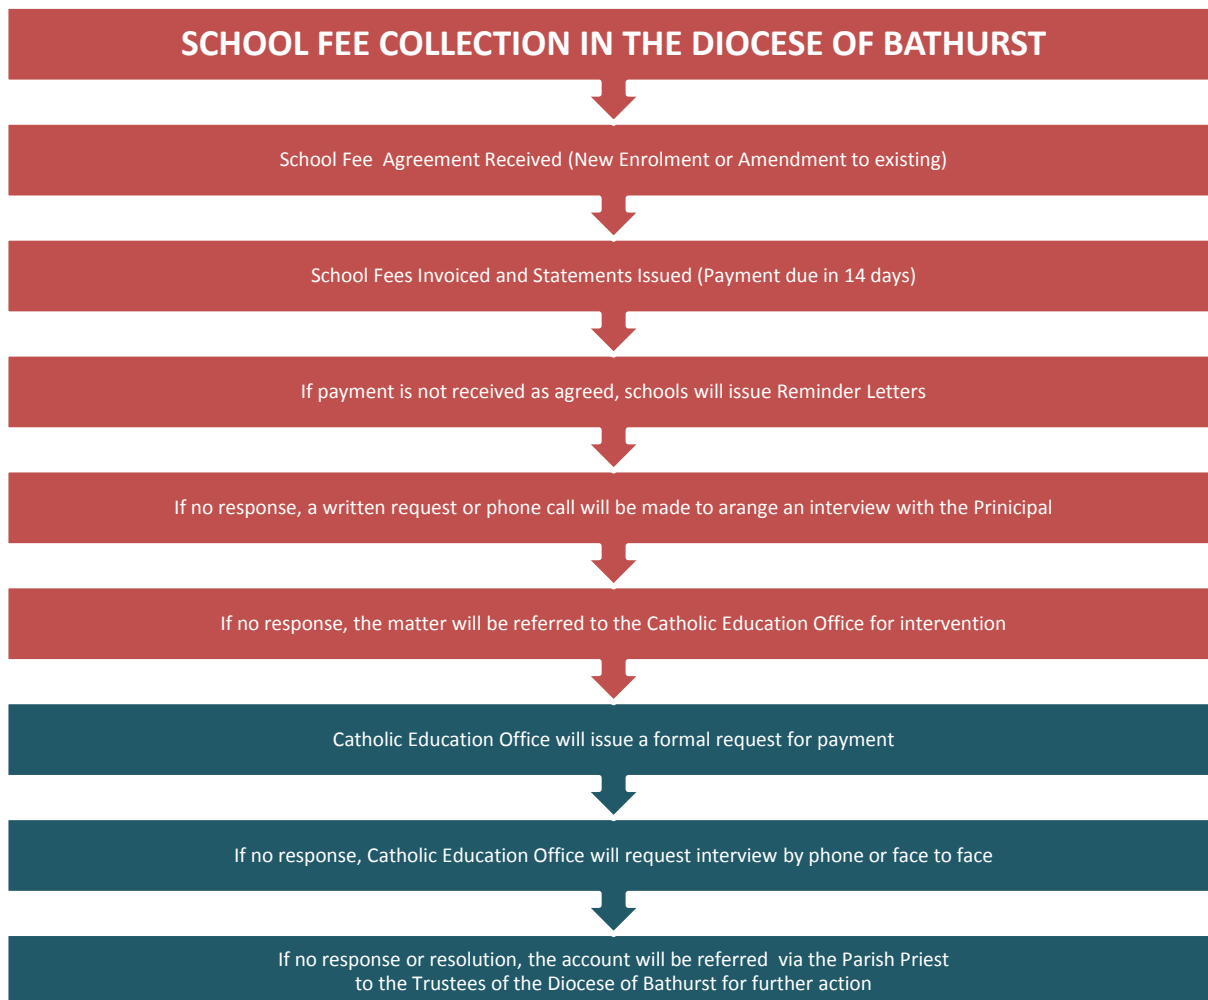 SCHOOL FEE COLLECTION IN THE DIOCESE OF BATHURST
School Fee  Agreement Received (New Enrolment or Amendment to existing)
School Fees Invoiced and Statements Issued (Payment due in 14 days)
If payment is not received as agreed, schools will issue Reminder Letters
If no response, a written request or phone call will be made to arange an interview with the Prinicipal
If no response, the matter will be referred to the Catholic Education Office for intervention
Catholic Education Office will issue a formal request for payment
If no response, Catholic Education Office will request interview by phone or face to face
If no response or resolution, the account will be referred  via the Parish Priest
to the Trustees of the Diocese of Bathurst for further action